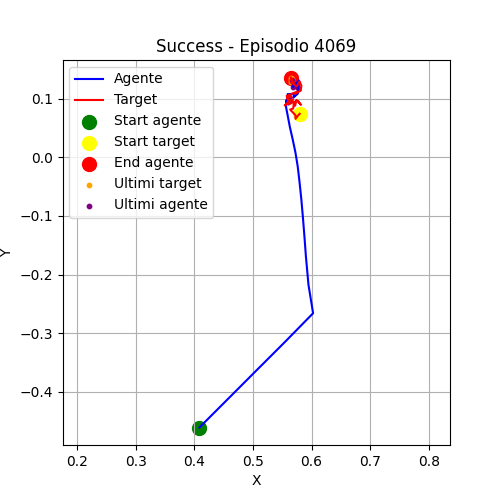 Success - Episodio 4069
Agente
Target
Start agente
Start target
End agente
Ultimi target
Ultimi agente
0.1
0.0
−0.1
−0.2
−0.3
−0.4
Y
0.2
0.3
0.4
0.5
0.6
0.7
0.8
X